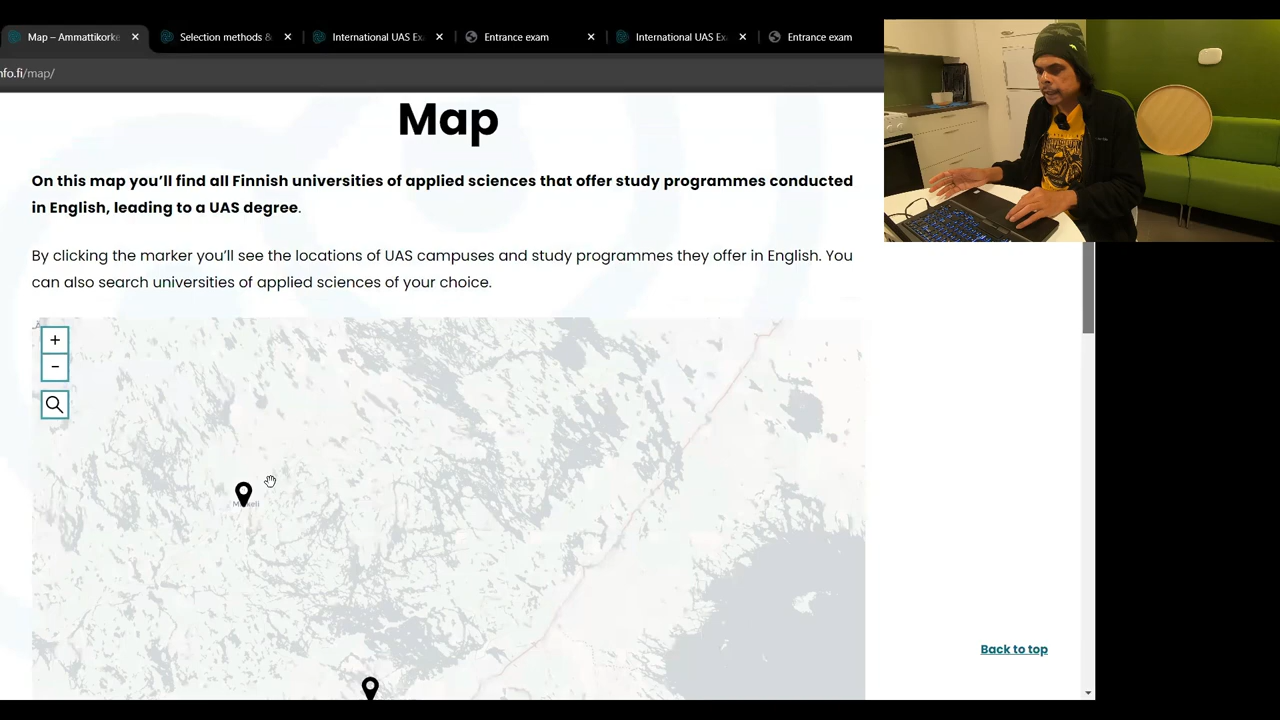 Map – Ammattikorke
Selection methods &
International UAS Ex
Entrance exam
International UAS Ex
Entrance exam
nfo.fi/map/
Map
On this map you'll find all Finnish universities of applied sciences that offer study programmes conducted
in English, leading to a UAS degree.
By clicking the marker you'll see the locations of UAS campuses and study programmes they offer in English. You
can also search universities of applied sciences of your choice.
+
−
Back to top